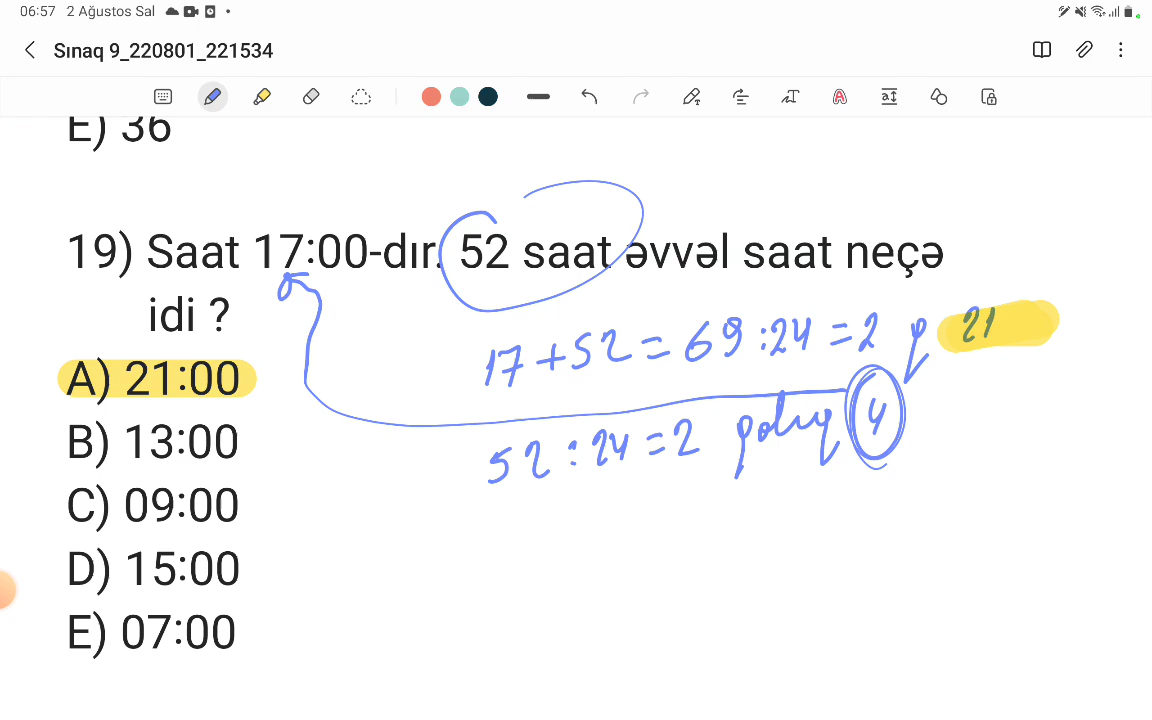 06:57 2 Ağustos Sal
Sınaq 9_220801_221534
E) 36
19) Saat 17:00-dır. 52 saat əvvəl saat neçə
idi ?
17+52=69:24=2 q 21
A) 21:00
52:24=2 qalıq 4
B) 13:00
C) 09:00
D) 15:00
E) 07:00